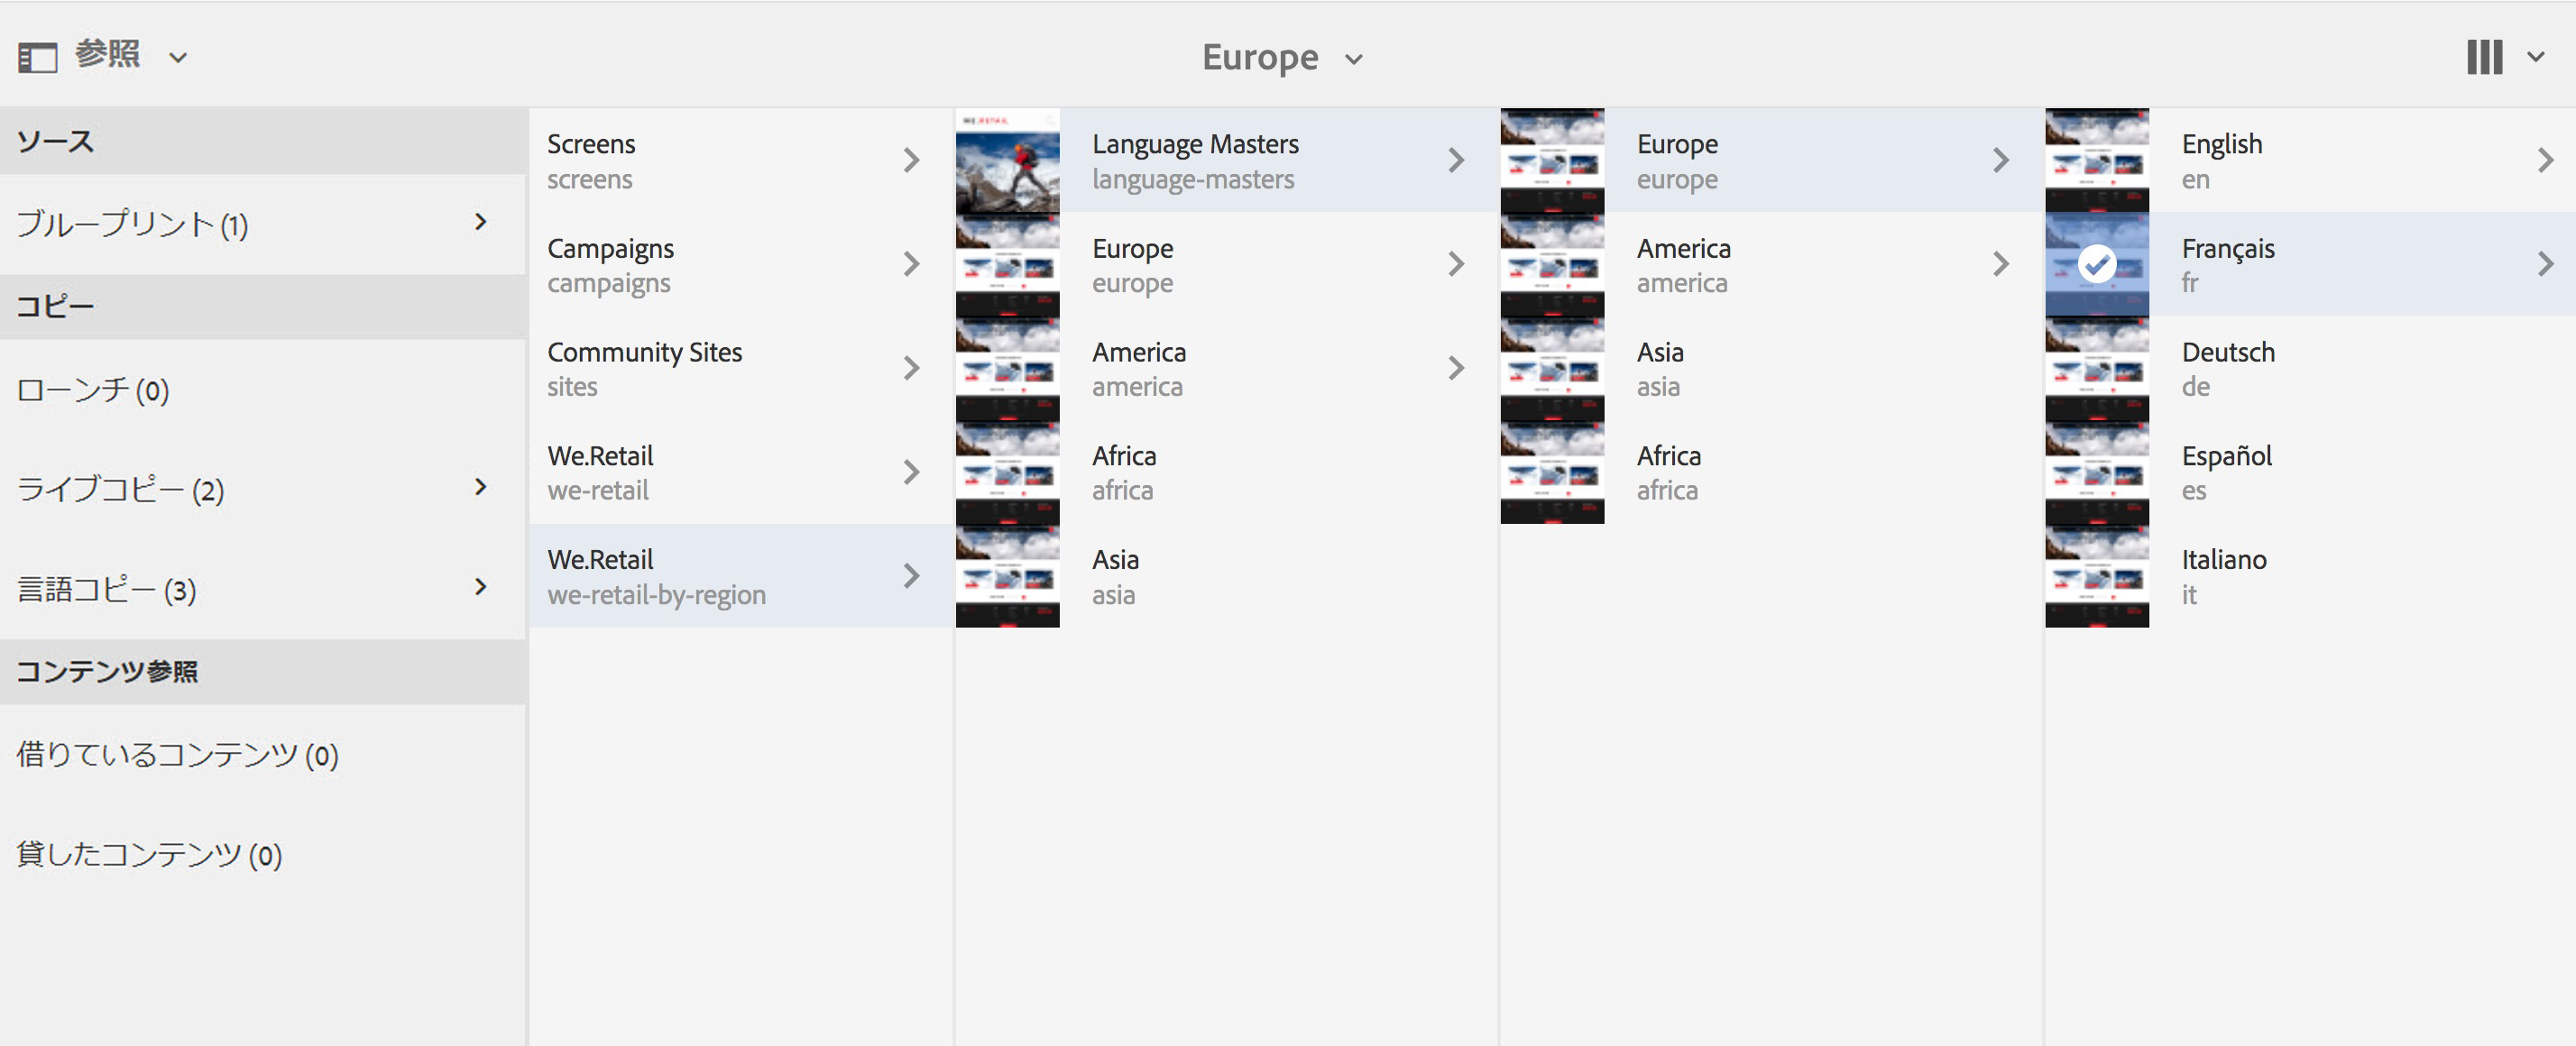 参照
Europe
ソース
ブループリント (1)
コピー
ローンチ (0)
ライブコピー (2)
言語コピー (3)
コンテンツ参照
借りているコンテンツ (0)
貸したコンテンツ (0)
Screens
screens
Campaigns
campaigns
Community Sites
sites
We.Retail
we-retail
We.Retail
we-retail-by-region
WE.RETAIL
Language Masters
language-masters
Europe
europe
America
america
Africa
africa
Asia
asia
Europe
europe
America
america
Asia
asia
Africa
africa
English
en
Français
fr
Deutsch
de
Español
es
Italiano
it